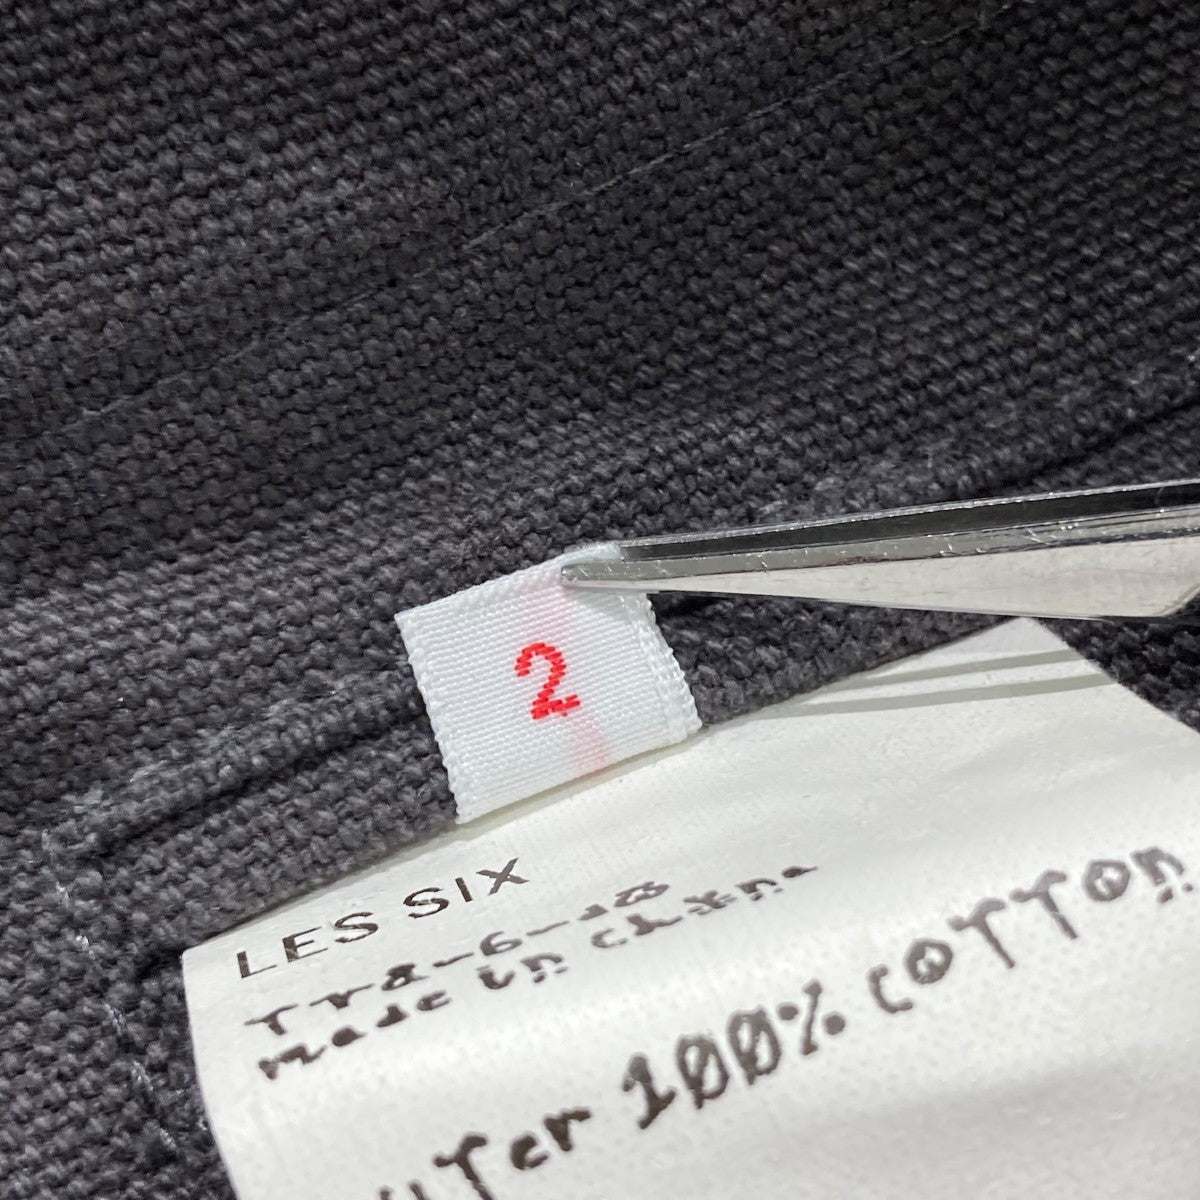 2
LES SIX
made in china
100% COTTON